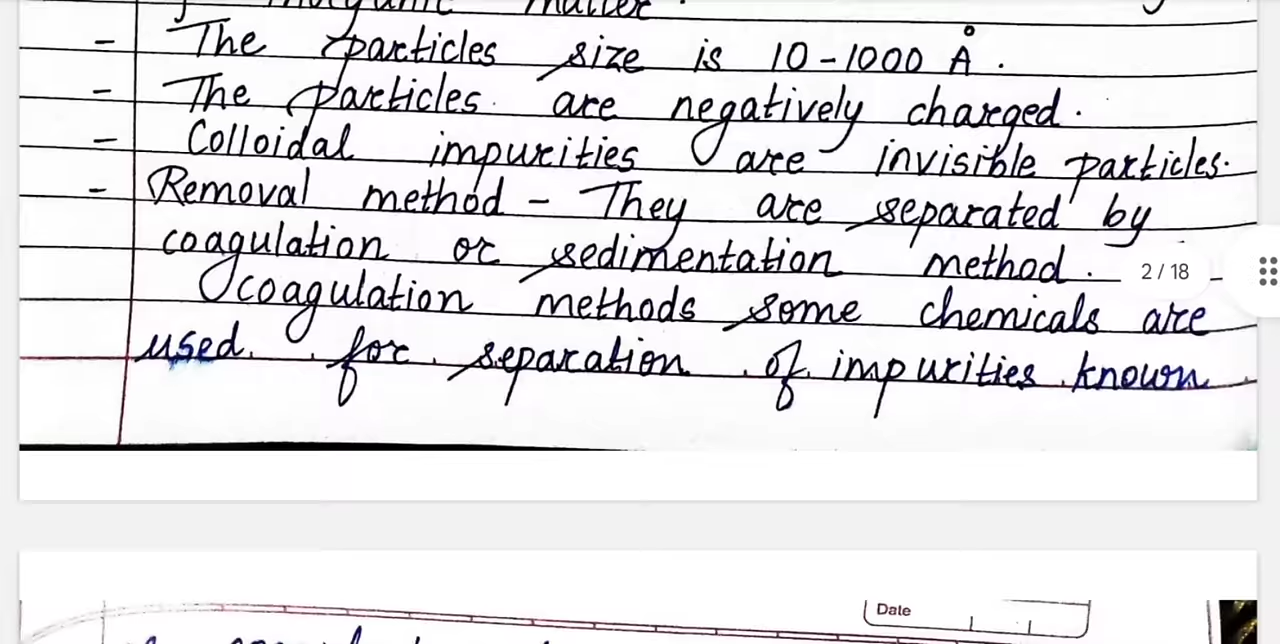 inorganic matter.
- The particles size is 10-1000 Å.
- The particles are negatively charged.
- Colloidal impurities are invisible particles.
- Removal method - They are separated by
coagulation or sedimentation method.
2/18
coagulation methods some chemicals are
used for separation of impurities known
Date